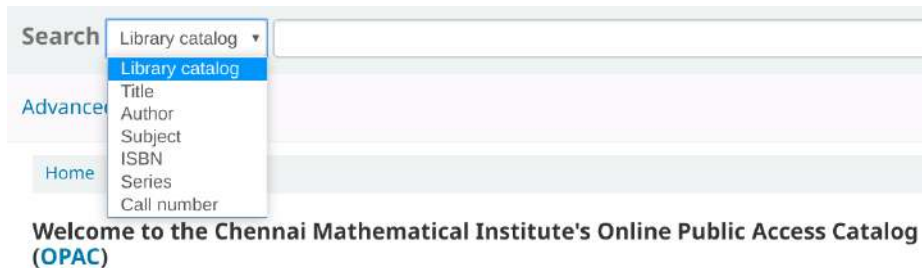 Search Library catalog
Library catalog
Title
Advanced
Author
Subject
ISBN
Home
Series
Call number
Welcome to the Chennai Mathematical Institute's Online Public Access Catalog
(OPAC)